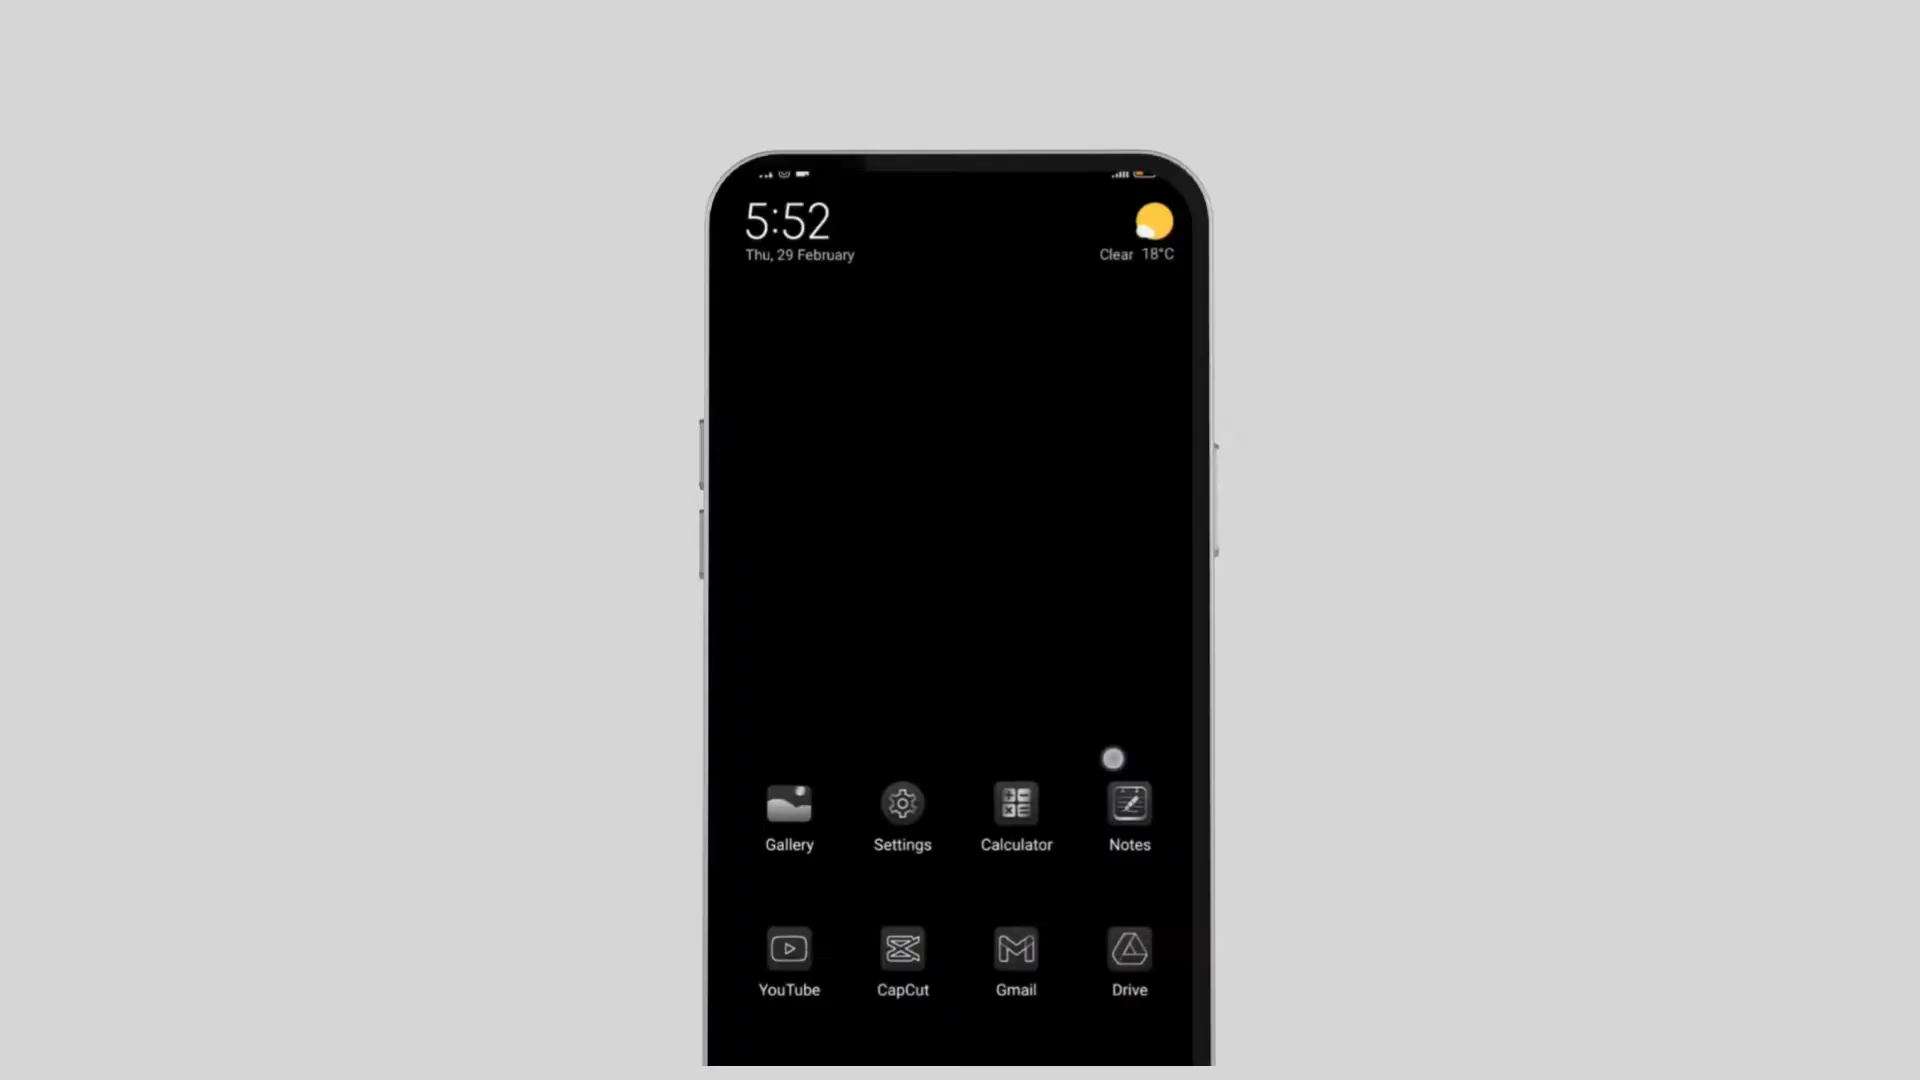 5:52
Thu, 29 February
Clear 18°C
Gallery
Settings
Calculator
Notes
YouTube
CapCut
Gmail
Drive